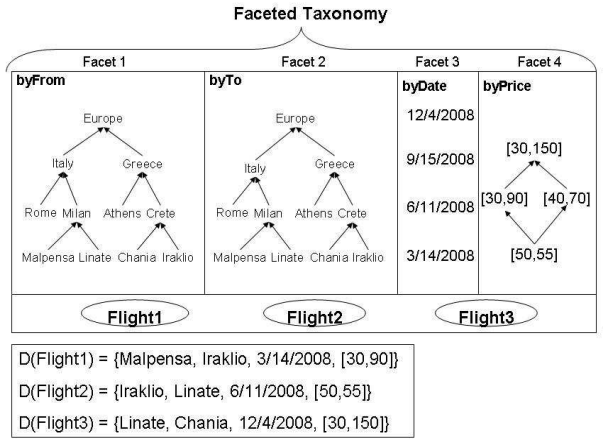 Faceted Taxonomy
Facet 1 Facet 2 Facet 3 Facet 4
byFrom byTo byDate byPrice
Europe Europe 12/4/2008
Italy Greece Italy Greece 9/15/2008 [30,150]
Rome Milan Athens Crete Rome Milan Athens Crete 6/11/2008 [30,90] [40,70]
Malpensa Linate Chania Iraklio Malpensa Linate Chania Iraklio 3/14/2008 [50,55]
Flight1 Flight2 Flight3
D(Flight1) = {Malpensa, Iraklio, 3/14/2008, [30,90]}
D(Flight2) = {Iraklio, Linate, 6/11/2008, [50,55]}
D(Flight3) = {Linate, Chania, 12/4/2008, [30,150]}